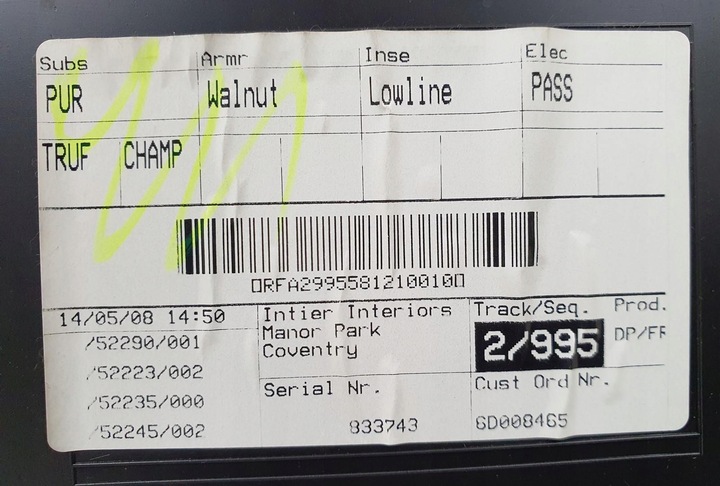 Subs Armr Inse Elec
PUR Walnut Lowline PASS
TRUF CHAMP
▯RFA2995581210010▯
14/05/08 14:50
/52290/001
/52223/002
/52235/000
/52245/002
Intier Interiors
Manor Park
Coventry
Serial Nr.
833743
Track/Seq.
2/995
Cust Ord Nr.
6D008465
Prod.
DP/FF